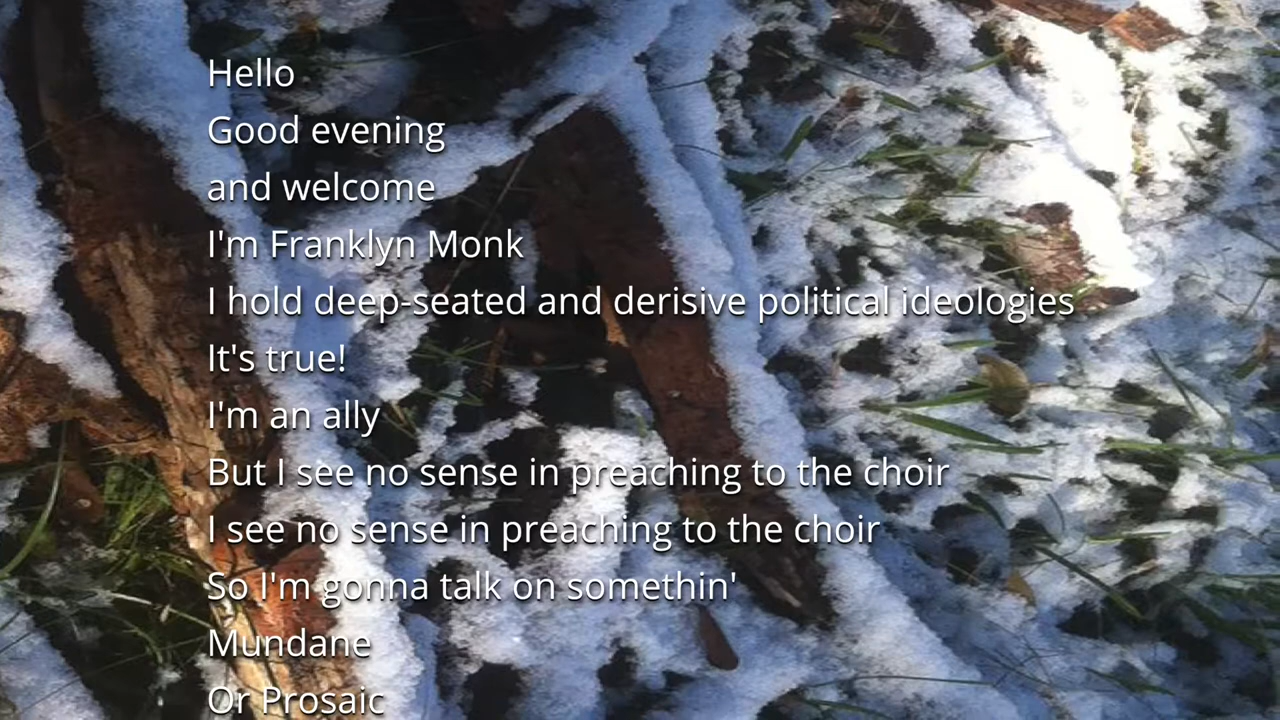 Hello
Good evening
and welcome
I'm Franklyn Monk
I hold deep-seated and derisive political ideologies
It's true!
I'm an ally
But I see no sense in preaching to the choir
I see no sense in preaching to the choir
So I'm gonna talk on somethin'
Mundane
Or Prosaic